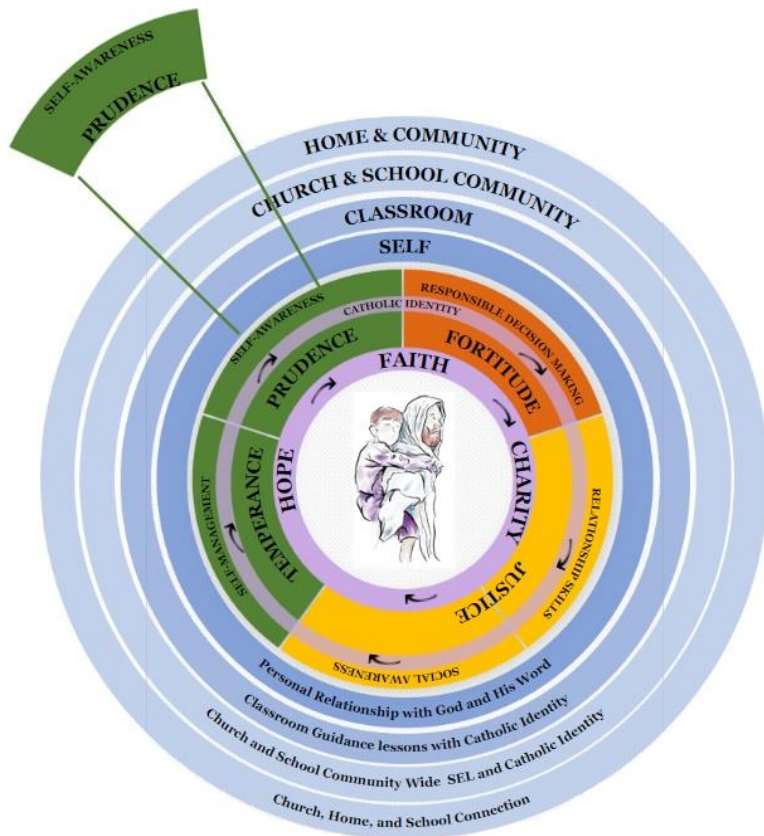 SELF-AWARENESS
PRUDENCE
HOME & COMMUNITY
CHURCH & SCHOOL COMMUNITY
CLASSROOM
SELF
SELF-AWARENESS
RESPONSIBLE DECISION MAKING
CATHOLIC IDENTITY
PRUDENCE
FORTITUDE
FAITH
HOPE
CHARITY
TEMPERANCE
JUSTICE
SELF-MANAGEMENT
RELATIONSHIP SKILLS
SOCIAL AWARENESS
Personal Relationship with God and His Word
Classroom Guidance lessons with Catholic Identity
Church and School Community Wide SEL and Catholic Identity
Church, Home, and School Connection